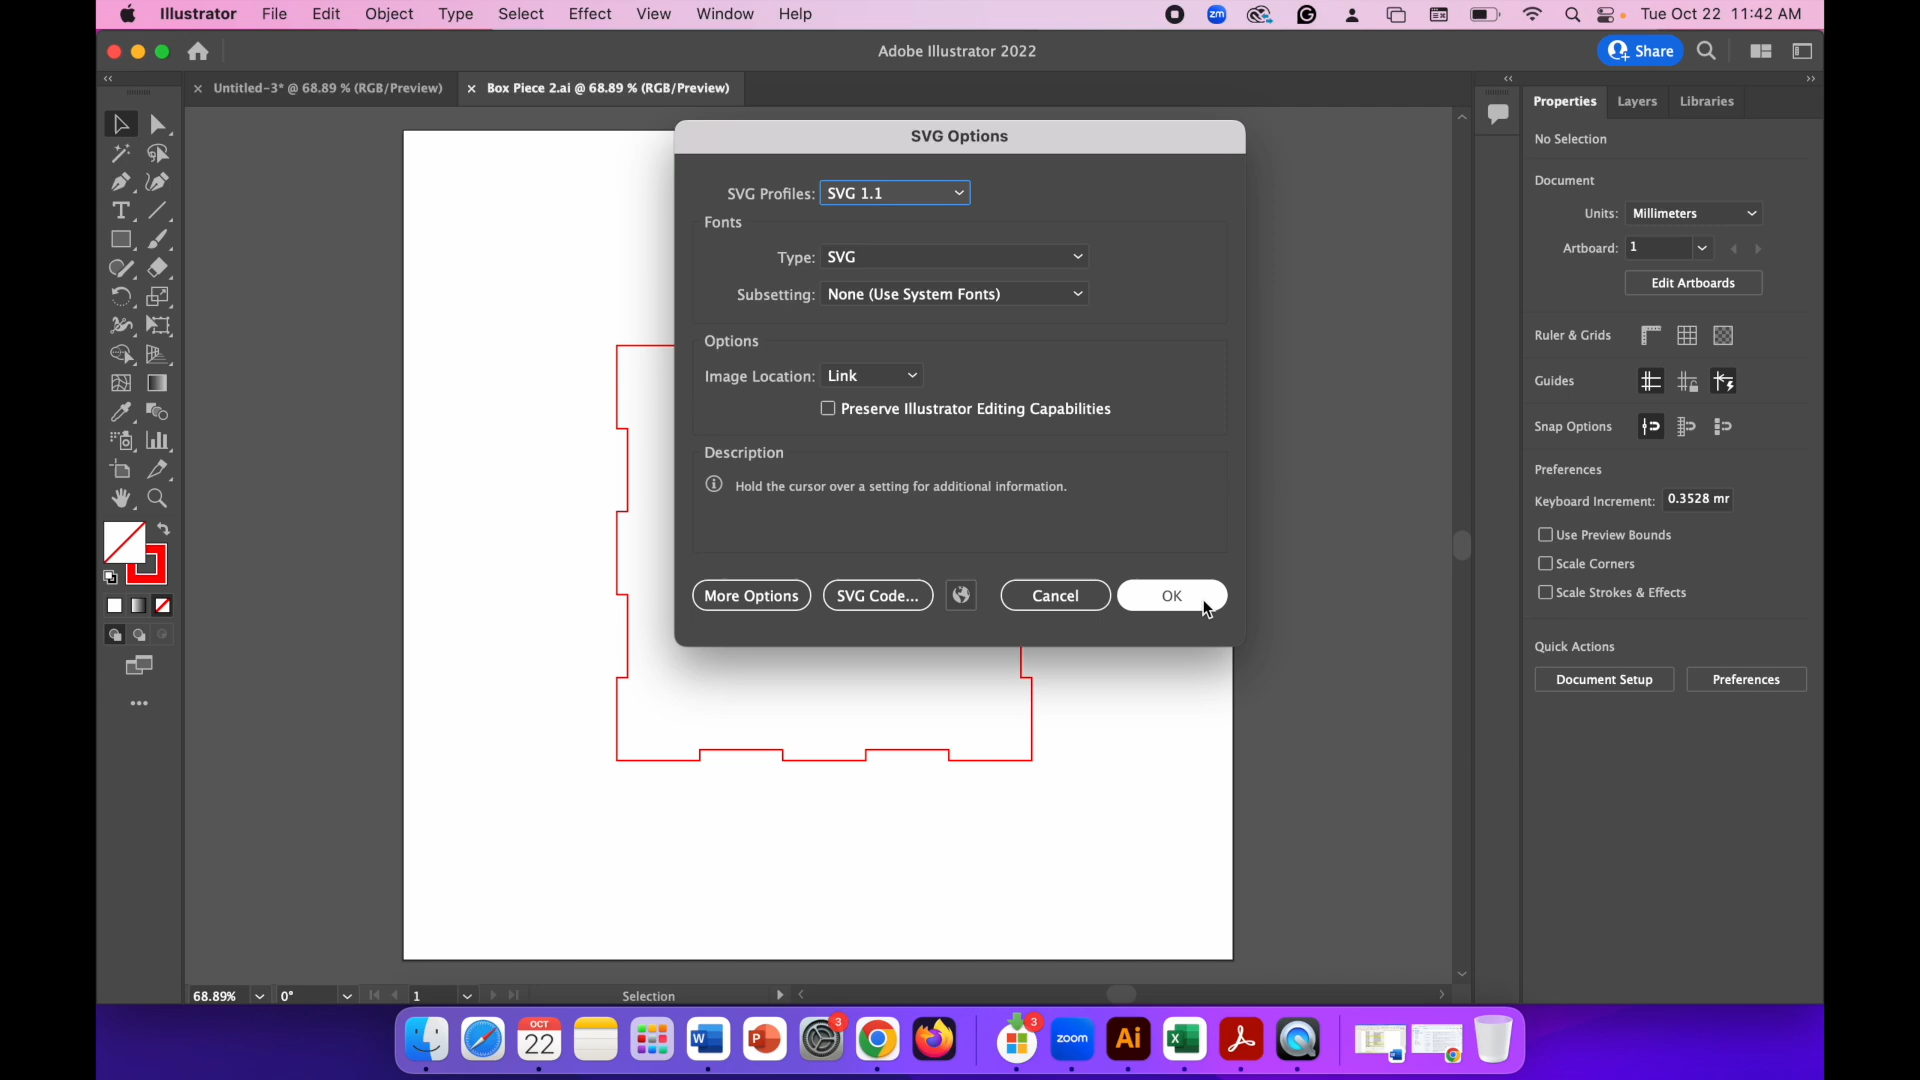 Illustrator File Edit Object Type Select Effect View Window Help
zm
Tue Oct 22 11:42 AM
Adobe Illustrator 2022
Share
Untitled-3* @ 68.89 % (RGB/Preview)
Box Piece 2.ai @ 68.89 % (RGB/Preview)
SVG Options
SVG Profiles: SVG 1.1
Fonts
Type: SVG
Subsetting: None (Use System Fonts)
Options
Image Location: Link
Preserve Illustrator Editing Capabilities
Description
Hold the cursor over a setting for additional information.
More Options
SVG Code...
Cancel
OK
Properties Layers Libraries
No Selection
Document
Units: Millimeters
Artboard: 1
Edit Artboards
Ruler & Grids
Guides
Snap Options
Preferences
Keyboard Increment: 0.3528 mr
Use Preview Bounds
Scale Corners
Scale Strokes & Effects
Quick Actions
Document Setup
Preferences
68.89%
0°
1
Selection
OCT
22
W
P
3
3
zoom
Ai
X